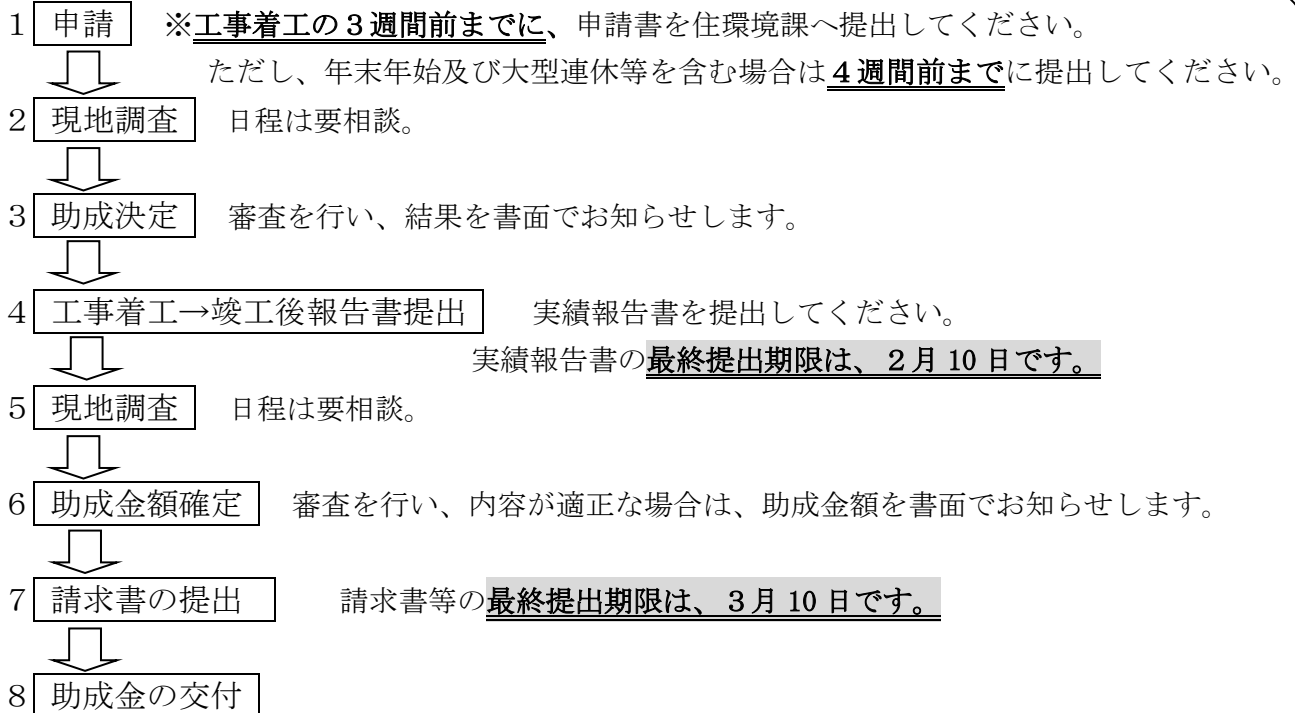 1 申請 ※工事着工の３週間前までに、申請書を住環境課へ提出してください。
ただし、年末年始及び大型連休等を含む場合は４週間前までに提出してください。
2 現地調査 日程は要相談。
3 助成決定 審査を行い、結果を書面でお知らせします。
4 工事着工→竣工後報告書提出 実績報告書を提出してください。
実績報告書の最終提出期限は、２月 10 日です。
5 現地調査 日程は要相談。
6 助成金額確定 審査を行い、内容が適正な場合は、助成金額を書面でお知らせします。
7 請求書の提出 請求書等の最終提出期限は、３月 10 日です。
8 助成金の交付